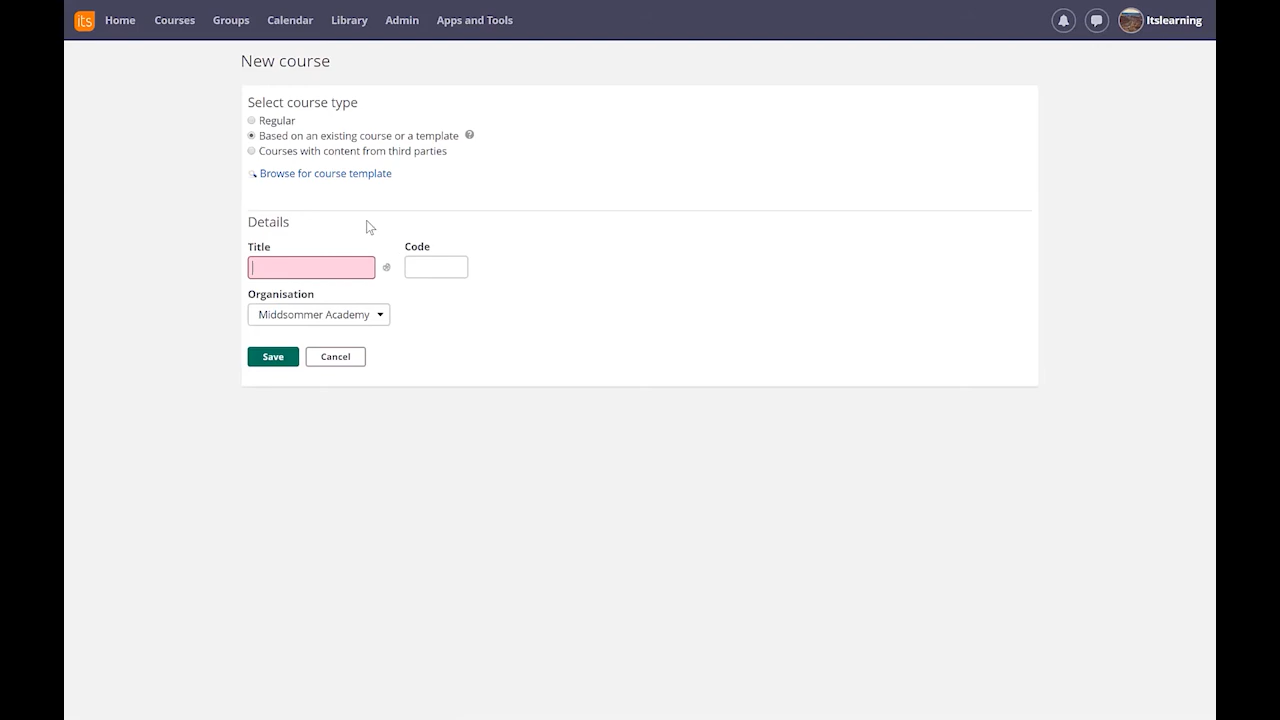 its Home Courses Groups Calendar Library Admin Apps and Tools Itslearning
New course
Select course type
Regular
Based on an existing course or a template ?
Courses with content from third parties
Browse for course template
Details
Title Code
Organisation
Middsommer Academy
Save Cancel